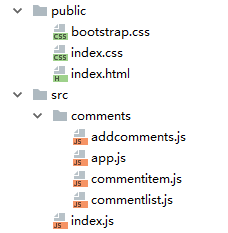 public
bootstrap.css
index.css
index.html
src
comments
addcomments.js
app.js
commentitem.js
commentlist.js
index.js